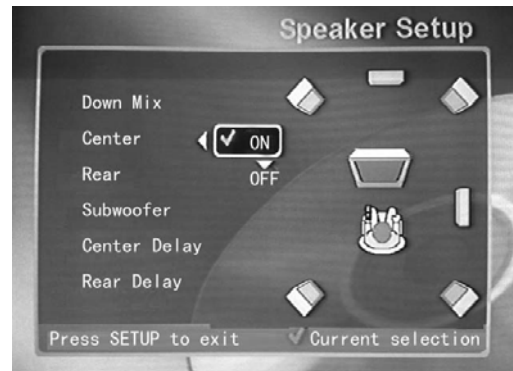 Speaker Setup
Down Mix
Center ON
Rear OFF
Subwoofer
Center Delay
Rear Delay
Press SETUP to exit Current selection